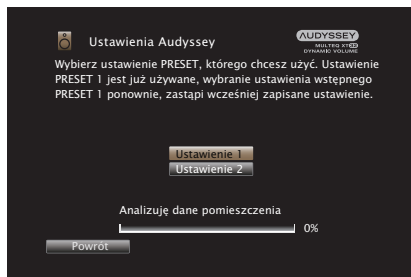 Ustawienia Audyssey
AUDYSSEY
MULTEQ XT32
DYNAMIC VOLUME
Wybierz ustawienie PRESET, którego chcesz użyć. Ustawienie
PRESET 1 jest już używane, wybranie ustawienia wstępnego
PRESET 1 ponownie, zastąpi wcześniej zapisane ustawienie.
Ustawienie 1
Ustawienie 2
Analizuję dane pomieszczenia
0%
Powrót